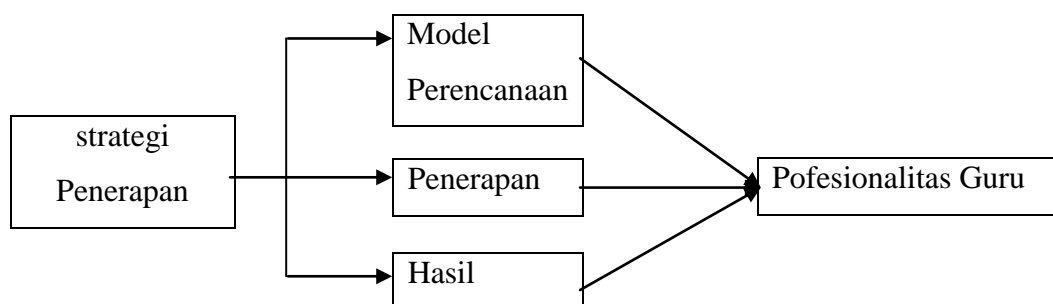 strategi
Penerapan
Model
Perencanaan
Penerapan
Hasil
Pofesionalitas Guru